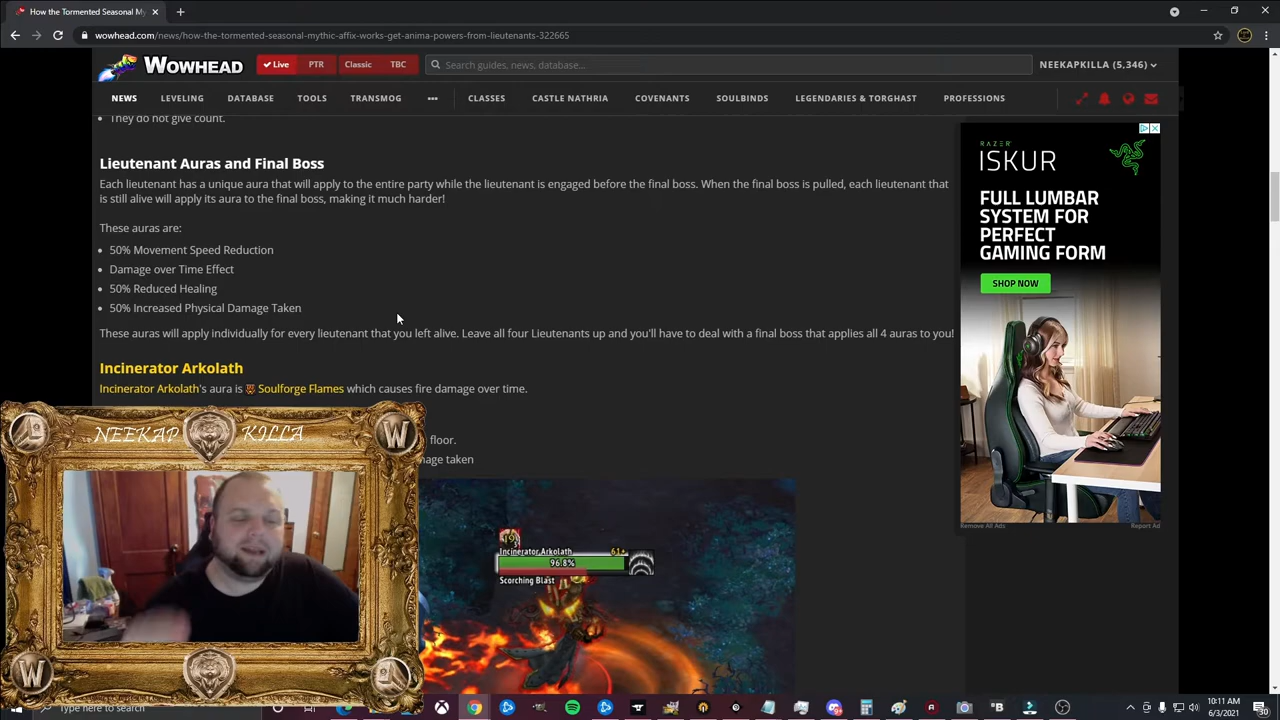 How the Tormented Seasonal My
wowhead.com/news/how-the-tormented-seasonal-mythic-affix-works-get-anima-powers-from-lieutenants-322665
WOWHEAD
Live
PTR
Classic
TBC
Search guides, news, database...
NEEKAPKILLA (5,346)
NEWS
LEVELING
DATABASE
TOOLS
TRANSMOG
CLASSES
CASTLE NATHRIA
COVENANTS
SOULBINDS
LEGENDARIES & TORGHAST
PROFESSIONS
They do not give count.
Lieutenant Auras and Final Boss
Each lieutenant has a unique aura that will apply to the entire party while the lieutenant is engaged before the final boss. When the final boss is pulled, each lieutenant that
is still alive will apply its aura to the final boss, making it much harder!
These auras are:
50% Movement Speed Reduction
Damage over Time Effect
50% Reduced Healing
50% Increased Physical Damage Taken
These auras will apply individually for every lieutenant that you left alive. Leave all four Lieutenants up and you'll have to deal with a final boss that applies all 4 auras to you!
Incinerator Arkolath
Incinerator Arkolath's aura is Soulforge Flames which causes fire damage over time.
floor.
mage taken
Incinerator Arkolath 61+
96.8%
Scorching Blast
NEEKAP KILLA
W
W
RAZER
ISKUR
FULL LUMBAR
SYSTEM FOR
PERFECT
GAMING FORM
SHOP NOW
Remove All Ads
Report Ad
Type here to search
10:11 AM
6/3/2021